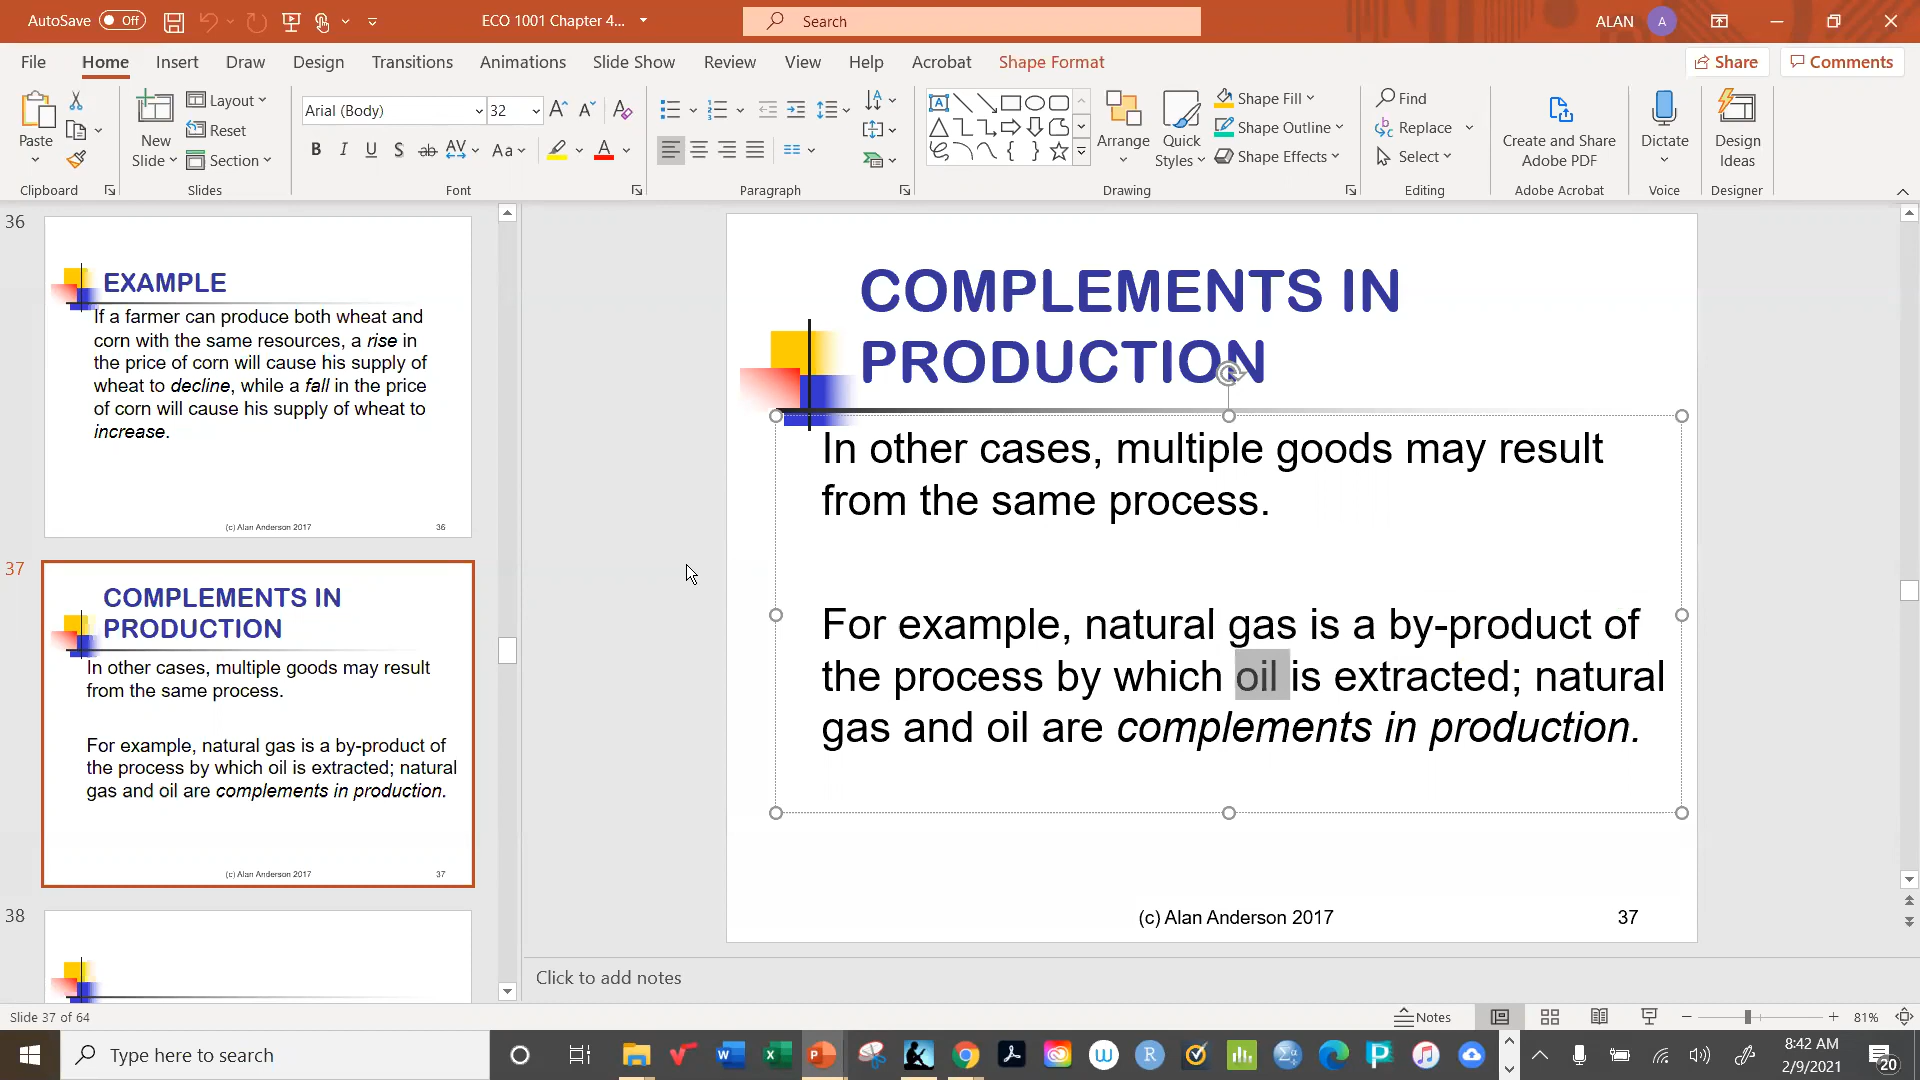 AutoSave Off
ECO 1001 Chapter 4...
Search
ALAN A
File Home Insert Draw Design Transitions Animations Slide Show Review View Help Acrobat Shape Format Share Comments
Paste
Clipboard
New
Slide
Layout
Reset
Section
Slides
Arial (Body) 32
B I U S ab AV Aa A
Font
Paragraph
Arrange
Quick
Styles
Shape Fill
Shape Outline
Shape Effects
Drawing
Find
Replace
Select
Editing
Create and Share
Adobe PDF
Adobe Acrobat
Dictate
Voice
Design
Ideas
Designer
36
EXAMPLE
If a farmer can produce both wheat and
corn with the same resources, a rise in
the price of corn will cause his supply of
wheat to decline, while a fall in the price
of corn will cause his supply of wheat to
increase.
(c) Alan Anderson 2017 36
37
COMPLEMENTS IN
PRODUCTION
In other cases, multiple goods may result
from the same process.
For example, natural gas is a by-product of
the process by which oil is extracted; natural
gas and oil are complements in production.
(c) Alan Anderson 2017 37
38
COMPLEMENTS IN
PRODUCTION
In other cases, multiple goods may result
from the same process.
For example, natural gas is a by-product of
the process by which oil is extracted; natural
gas and oil are complements in production.
(c) Alan Anderson 2017 37
Click to add notes
Slide 37 of 64
Notes
81%
Type here to search
8:42 AM
2/9/2021
20